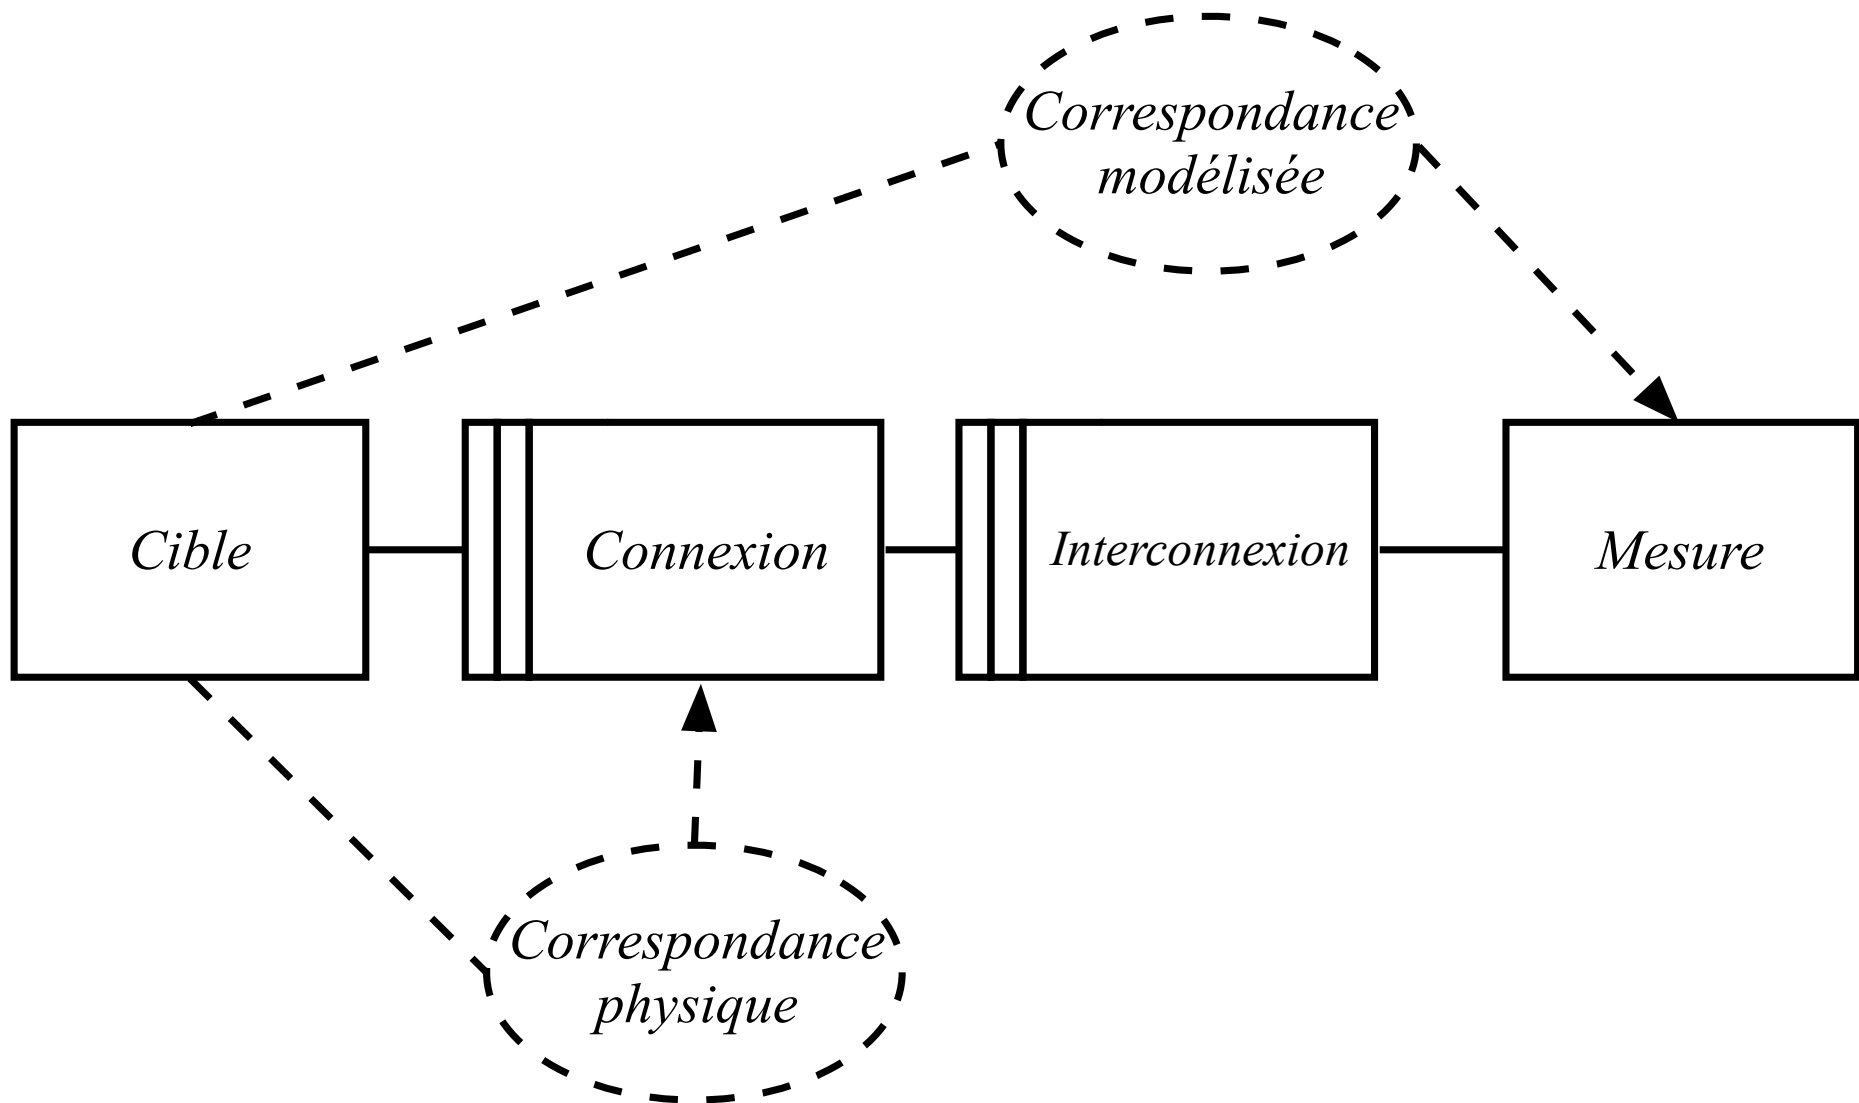 Correspondance
modélisée
Cible
Connexion
Interconnexion
Mesure
Correspondance
physique